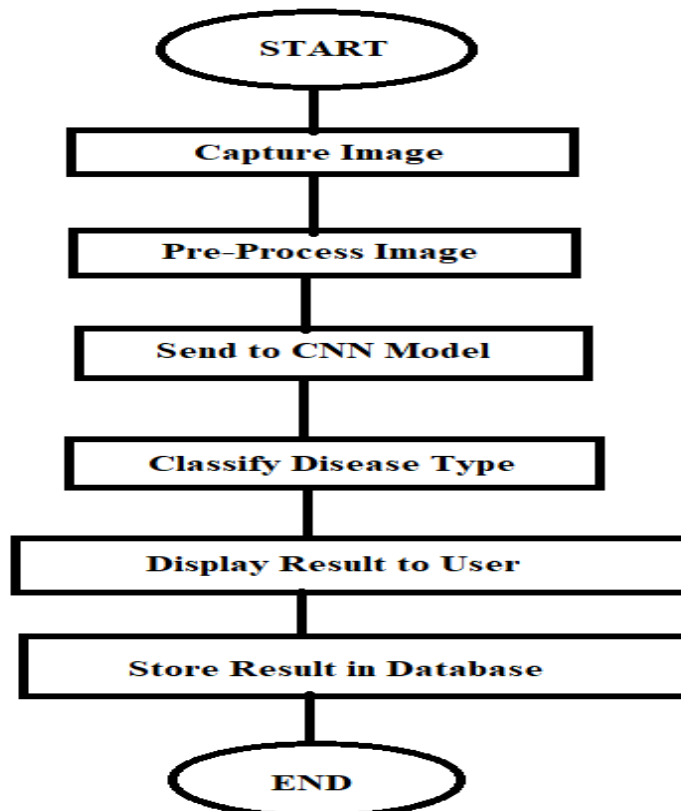 START
Capture Image
Pre-Process Image
Send to CNN Model
Classify Disease Type
Display Result to User
Store Result in Database
END